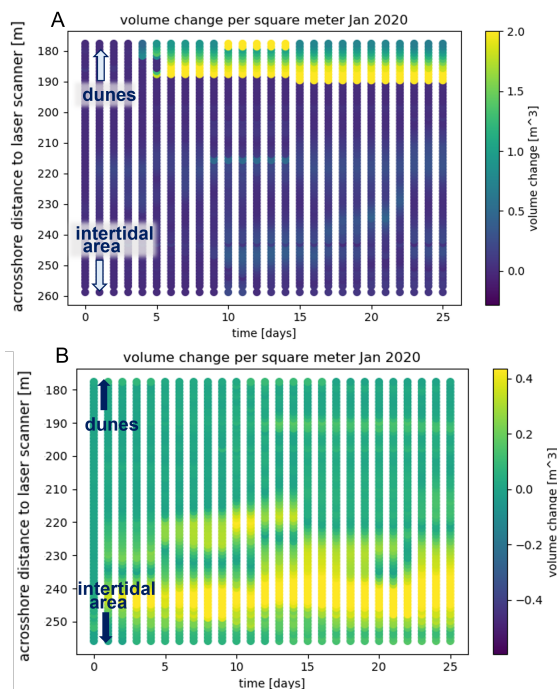 A
volume change per square meter Jan 2020
acrosshore distance to laser scanner [m]
180
190
200
210
220
230
240
250
260
dunes
intertidal
area
0
5
10
15
20
25
time [days]
2.0
1.5
1.0
0.5
0.0
volume change [m^3]
B
volume change per square meter Jan 2020
acrosshore distance to laser scanner [m]
180
190
200
210
220
230
240
250
dunes
intertidal
area
0
5
10
15
20
25
time [days]
0.4
0.2
0.0
−0.2
−0.4
volume change [m^3]